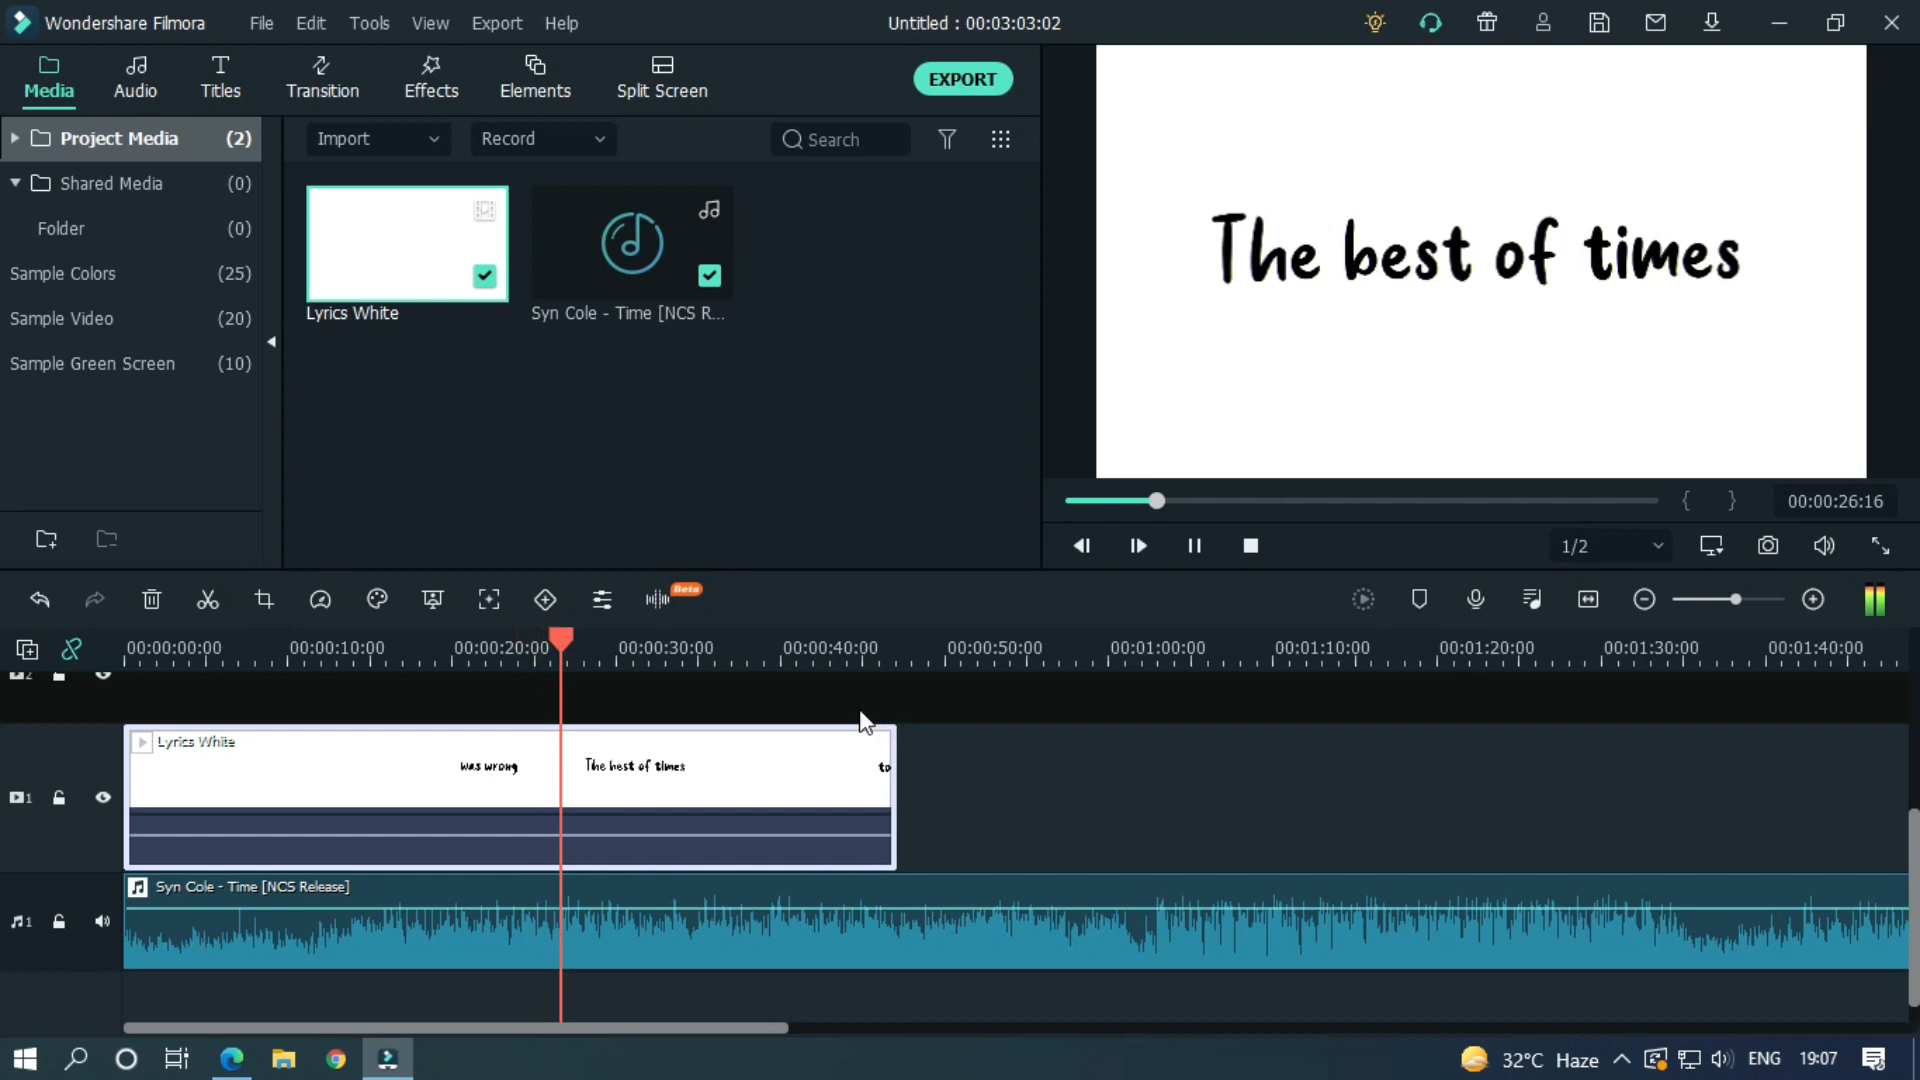 Wondershare Filmora
File
Edit
Tools
View
Export
Help
Untitled : 00:03:03:02
Media
Audio
Titles
Transition
Effects
Elements
Split Screen
EXPORT
Project Media (2)
Shared Media (0)
Folder (0)
Sample Colors (25)
Sample Video (20)
Sample Green Screen (10)
Import
Record
Search
Lyrics White
Syn Cole - Time [NCS R...
The best of times
00:00:26:16
1/2
Beta
00:00:00:00
00:00:10:00
00:00:20:00
00:00:30:00
00:00:40:00
00:00:50:00
00:01:00:00
00:01:10:00
00:01:20:00
00:01:30:00
00:01:40:00
2
Lyrics White
was wrong
The best of times
to
1
Syn Cole - Time [NCS Release]
1
32°C Haze
ENG
19:07